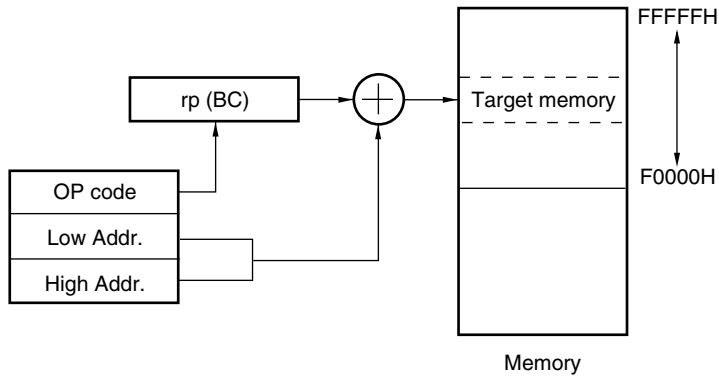 FFFFFH
rp (BC)
Target memory
F0000H
OP code
Low Addr.
High Addr.
Memory